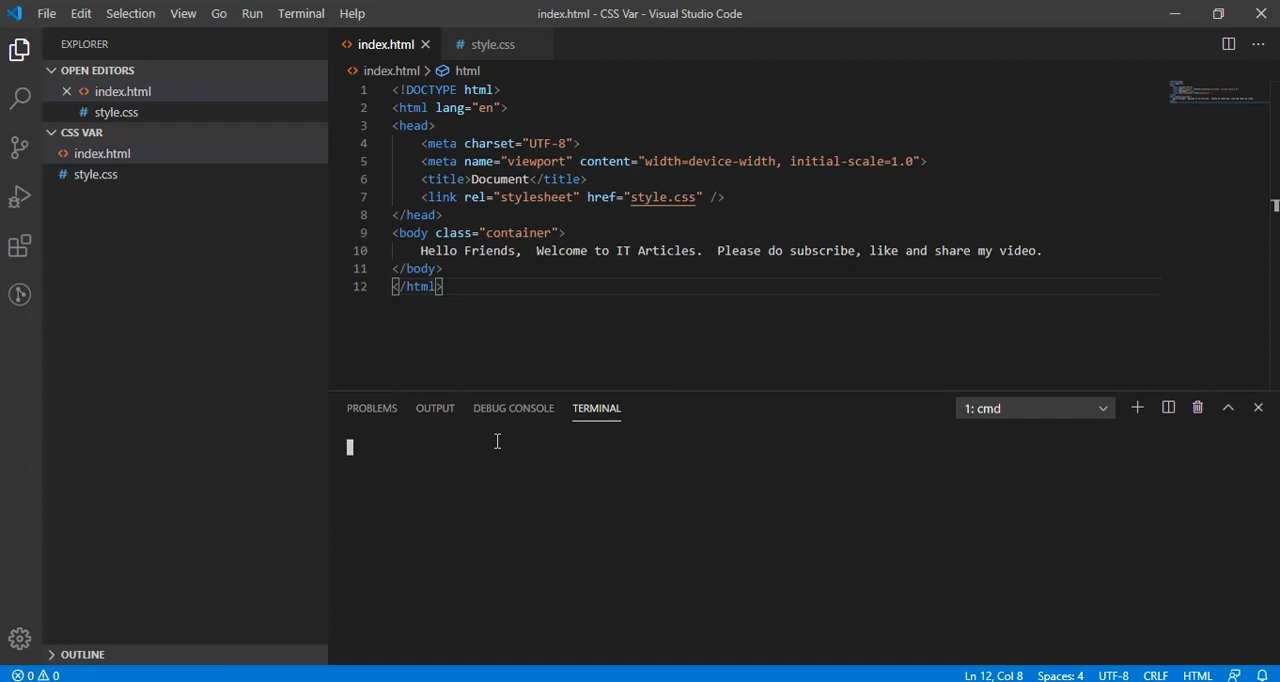 File Edit Selection View Go Run Terminal Help index.html - CSS Var - Visual Studio Code
EXPLORER
OPEN EDITORS
index.html
style.css
CSS VAR
index.html
style.css
OUTLINE
index.html style.css
index.html > html
1 <!DOCTYPE html>
2 <html lang="en">
3 <head>
4 <meta charset="UTF-8">
5 <meta name="viewport" content="width=device-width, initial-scale=1.0">
6 <title>Document</title>
7 <link rel="stylesheet" href="style.css" />
8 </head>
9 <body class="container">
10 Hello Friends,  Welcome to IT Articles.  Please do subscribe, like and share my video.
11 </body>
12 </html>
PROBLEMS OUTPUT DEBUG CONSOLE TERMINAL 1: cmd
0 0 Ln 12, Col 8 Spaces: 4 UTF-8 CRLF HTML